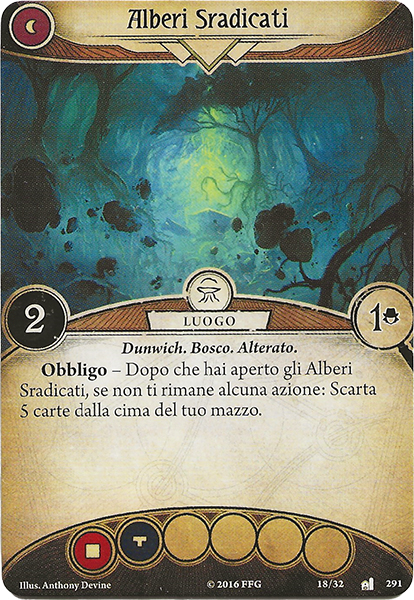 Alberi Sradicati
2
LUOGO
1
Dunwich. Bosco. Alterato.
Obbligo – Dopo che hai aperto gli Alberi
Sradicati, se non ti rimane alcuna azione: Scarta
5 carte dalla cima del tuo mazzo.
Illus. Anthony Devine
© 2016 FFG
18/32
291